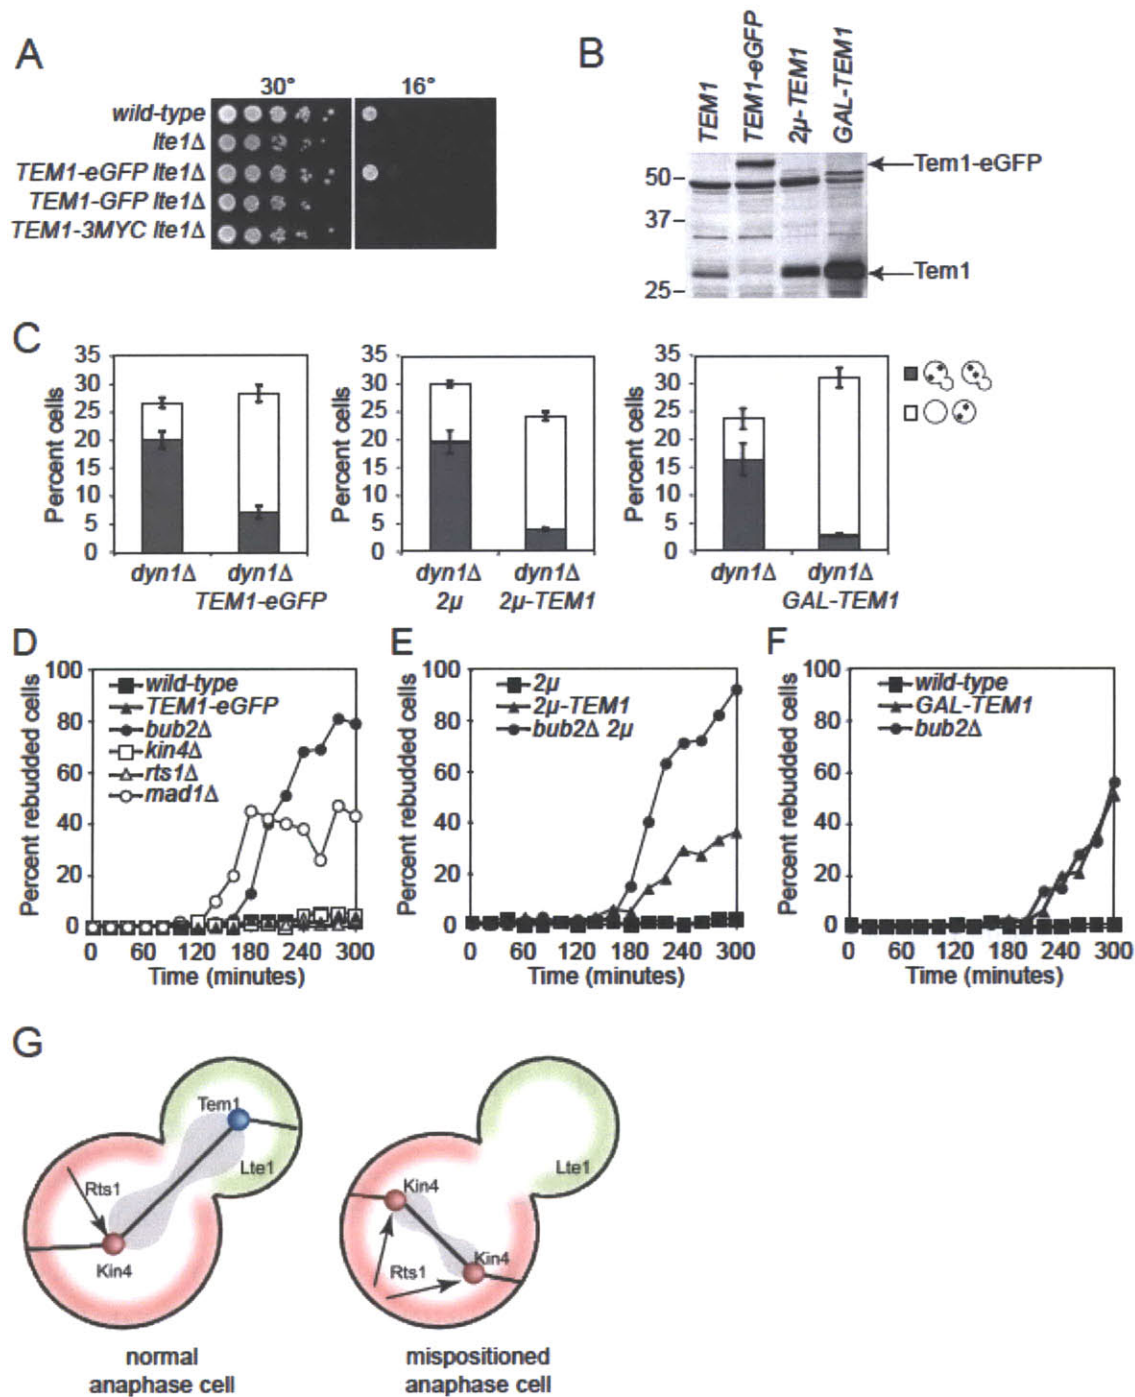 A
30° 16°
wild-type
lte1Δ
TEM1-eGFP lte1Δ
TEM1-GFP lte1Δ
TEM1-3MYC lte1Δ
B
TEM1
TEM1-eGFP
2µ-TEM1
GAL-TEM1
50
37
25
Tem1-eGFP
Tem1
C
Percent cells
35
30
25
20
15
10
5
0
dyn1Δ dyn1Δ
TEM1-eGFP
Percent cells
35
30
25
20
15
10
5
0
dyn1Δ dyn1Δ
2µ 2µ-TEM1
Percent cells
35
30
25
20
15
10
5
0
dyn1Δ dyn1Δ
GAL-TEM1
D
Percent rebudded cells
100
80
60
40
20
0
wild-type
TEM1-eGFP
bub2Δ
kin4Δ
rts1Δ
mad1Δ
0 60 120 180 240 300
Time (minutes)
E
Percent rebudded cells
100
80
60
40
20
0
2µ
2µ-TEM1
bub2Δ 2µ
0 60 120 180 240 300
Time (minutes)
F
Percent rebudded cells
100
80
60
40
20
0
wild-type
GAL-TEM1
bub2Δ
0 60 120 180 240 300
Time (minutes)
G
Tem1
Lte1
Rts1
Kin4
normal
anaphase cell
Lte1
Kin4
Kin4
Rts1
mispositioned
anaphase cell